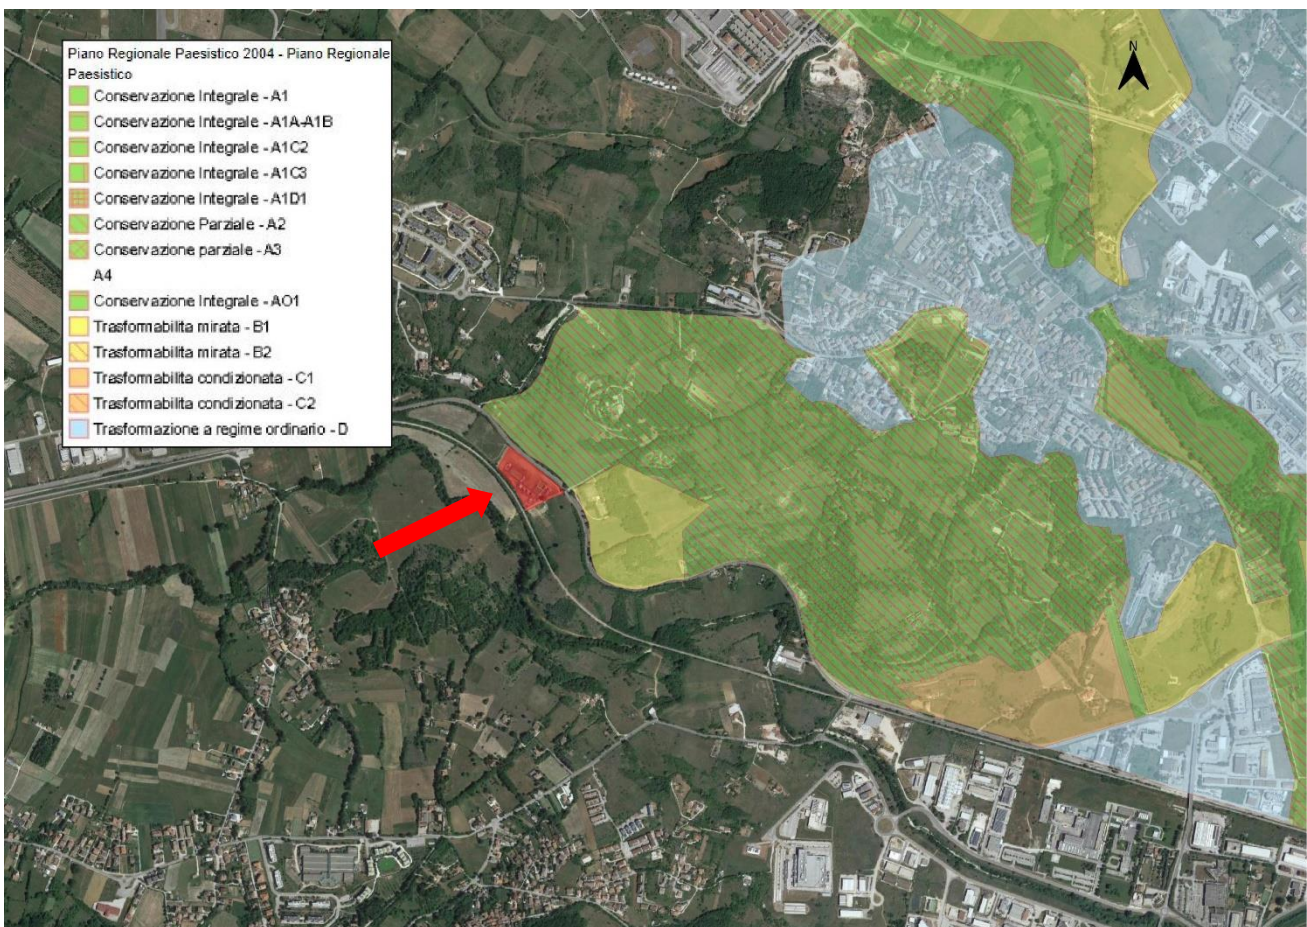 Piano Regionale Paesistico 2004 - Piano Regionale
Paesistico
Conservazione Integrale - A1
Conservazione Integrale - A1A-A1B
Conservazione Integrale - A1C2
Conservazione Integrale - A1C3
Conservazione Integrale - A1D1
Conservazione Parziale - A2
Conservazione parziale - A3
A4
Conservazione Integrale - AO1
Trasformabilita mirata - B1
Trasformabilita mirata - B2
Trasformabilita condizionata - C1
Trasformabilita condizionata - C2
Trasformazione a regime ordinario - D
N